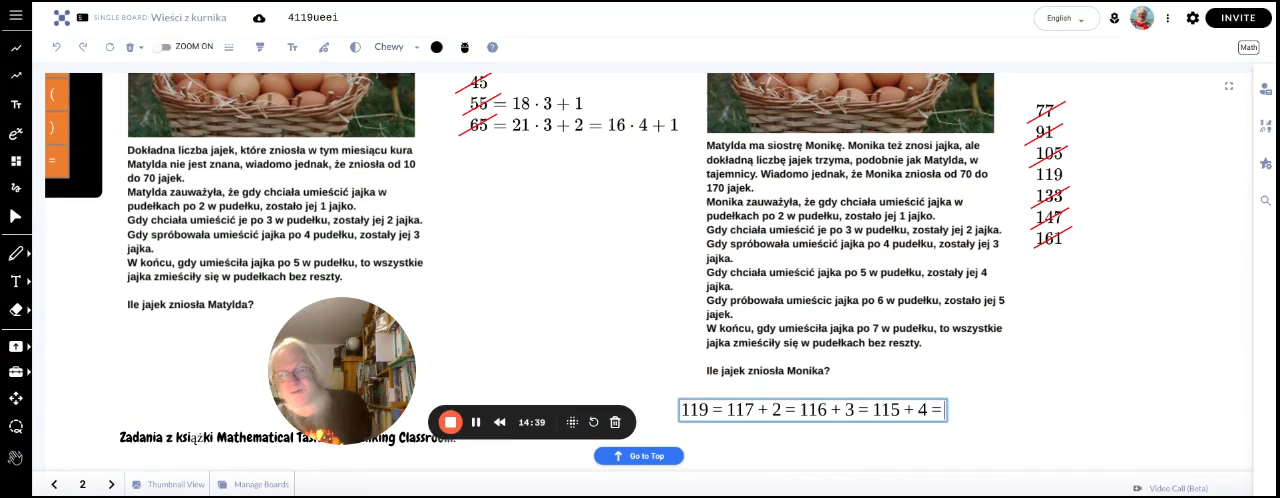 SINGLE BOARD: Wieści z kurnika
4119ueei
English
INVITE
ZOOM ON
Chewy
Math
(
)
=
Dokładna liczba jajek, które zniosła w tym miesiącu kura
Matylda nie jest znana, wiadomo jednak, że zniosła od 10
do 70 jajek.
Matylda zauważyła, że gdy chciała umieścić jajka w
pudełkach po 2 w pudełku, zostało jej 1 jajko.
Gdy chciała umieścić je po 3 w pudełku, zostały jej 2 jajka.
Gdy spróbowała umieścić jajka po 4 pudełku, zostały jej 3
jajka.
W końcu, gdy umieściła jajka po 5 w pudełku, to wszystkie
jajka zmieściły się w pudełkach bez reszty.
Ile jajek zniosła Matylda?
45
55 = 18 · 3 + 1
65 = 21 · 3 + 2 = 16 · 4 + 1
Matylda ma siostrę Monikę. Monika też znosi jajka, ale
dokładną liczbę jajek trzyma, podobnie jak Matylda, w
tajemnicy. Wiadomo jednak, że Monika zniosła od 70 do
170 jajek.
Monika zauważyła, że gdy chciała umieścić jajka w
pudełkach po 2 w pudełku, zostało jej 1 jajko.
Gdy chciała umieścić je po 3 w pudełku, zostały jej 2 jajka.
Gdy spróbowała umieścić jajka po 4 pudełku, zostały jej 3
jajka.
Gdy chciała umieścić jajka po 5 w pudełku, zostały jej 4
jajka.
Gdy próbowała umieścic jajka po 6 w pudełku, zostało jej 5
jajek.
W końcu, gdy umieściła jajka po 7 w pudełku, to wszystkie
jajka zmieściły się w pudełkach bez reszty.
Ile jajek zniosła Monika?
77
91
105
119
133
147
161
119 = 117 + 2 = 116 + 3 = 115 + 4 =
14:39
Zadania z książki Mathematical Tas
Classroom.
Go to Top
2
Thumbnail View
Manage Boards
Video Call (Beta)